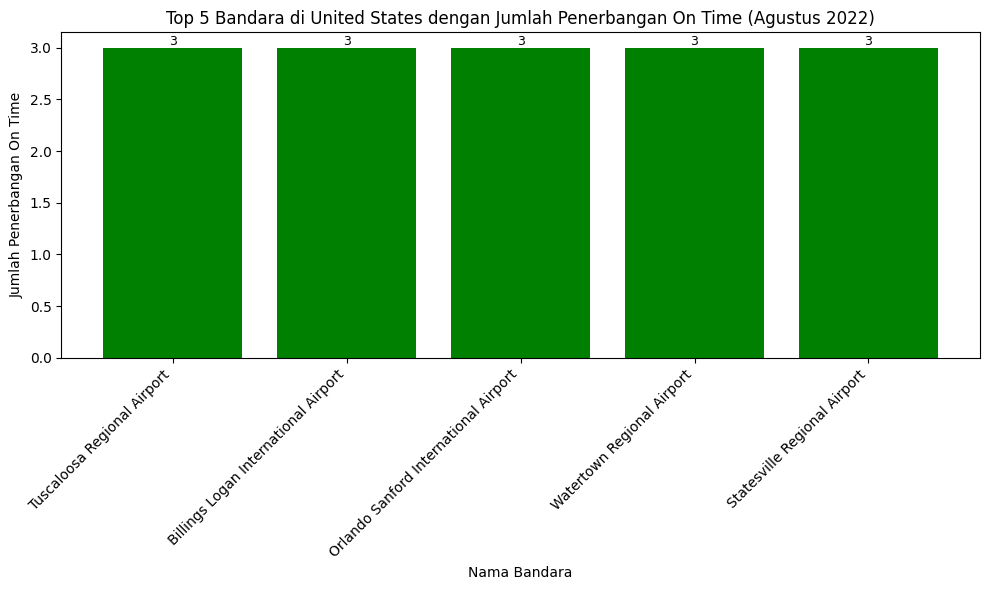 Top 5 Bandara di United States dengan Jumlah Penerbangan On Time (Agustus 2022)
3 3 3 3 3
Jumlah Penerbangan On Time
3.0
2.5
2.0
1.5
1.0
0.5
0.0
Tuscaloosa Regional Airport
Billings Logan International Airport
Orlando Sanford International Airport
Watertown Regional Airport
Statesville Regional Airport
Nama Bandara